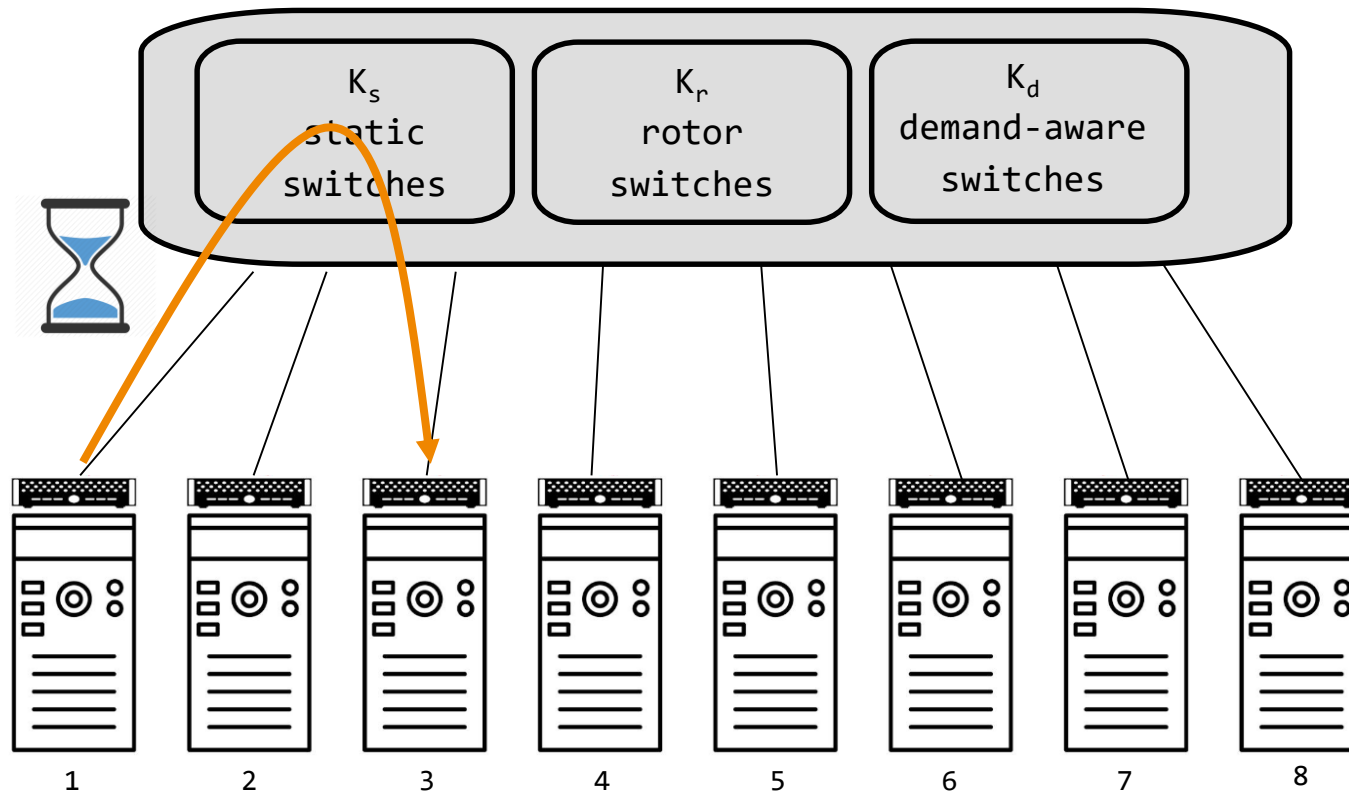 K_s
static
switches
K_r
rotor
switches
K_d
demand-aware
switches
1 2 3 4 5 6 7 8